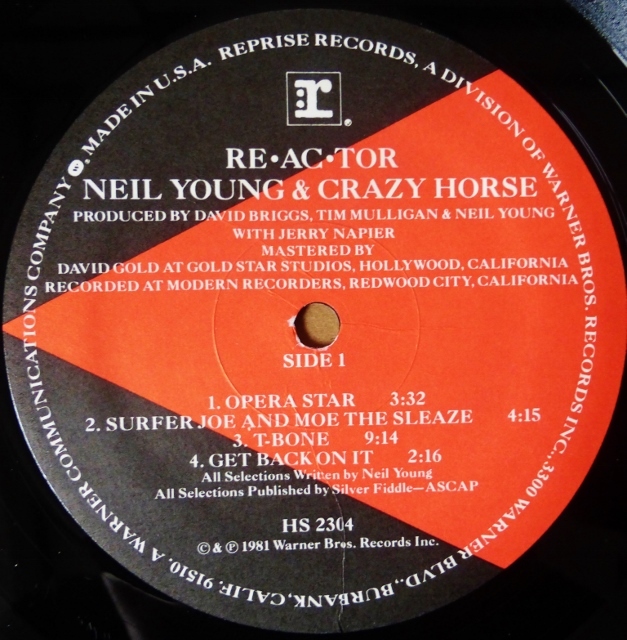 MADE IN U.S.A. REPRISE RECORDS, A DIVISION OF WARNER BROS. RECORDS INC., 3300 WARNER BLVD., BURBANK, CALIF. 91510. A WARNER COMMUNICATIONS COMPANY W,
r
®
RE•AC•TOR
NEIL YOUNG & CRAZY HORSE
PRODUCED BY DAVID BRIGGS, TIM MULLIGAN & NEIL YOUNG
WITH JERRY NAPIER
MASTERED BY
DAVID GOLD AT GOLD STAR STUDIOS, HOLLYWOOD, CALIFORNIA
RECORDED AT MODERN RECORDERS, REDWOOD CITY, CALIFORNIA
SIDE 1
1. OPERA STAR 3:32
2. SURFER JOE AND MOE THE SLEAZE 4:15
3. T-BONE 9:14
4. GET BACK ON IT 2:16
All Selections Written by Neil Young
All Selections Published by Silver Fiddle—ASCAP
HS 2304
© & ℗ 1981 Warner Bros. Records Inc.